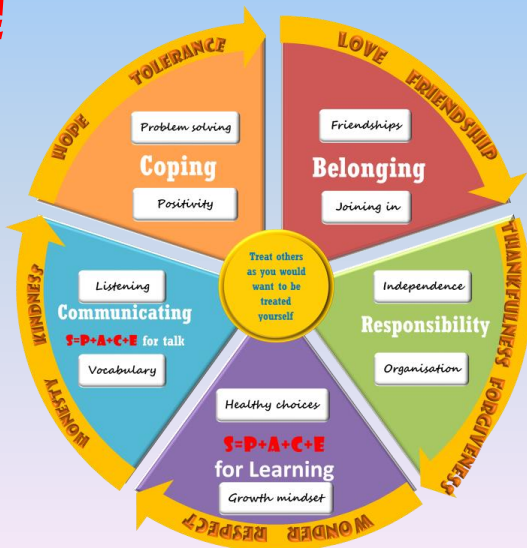 HOPE TOLERANCE
LOVE FRIENDSHIP
THANKFULNESS FORGIVENESS
WONDER RESPECT
HONESTY KINDNESS
Problem solving
Coping
Positivity
Friendships
Belonging
Joining in
Independence
Responsibility
Organisation
Healthy choices
S=P+A+C+E
for Learning
Growth mindset
Listening
Communicating
S=P+A+C+E for talk
Vocabulary
Treat others
as you would
want to be
treated
yourself